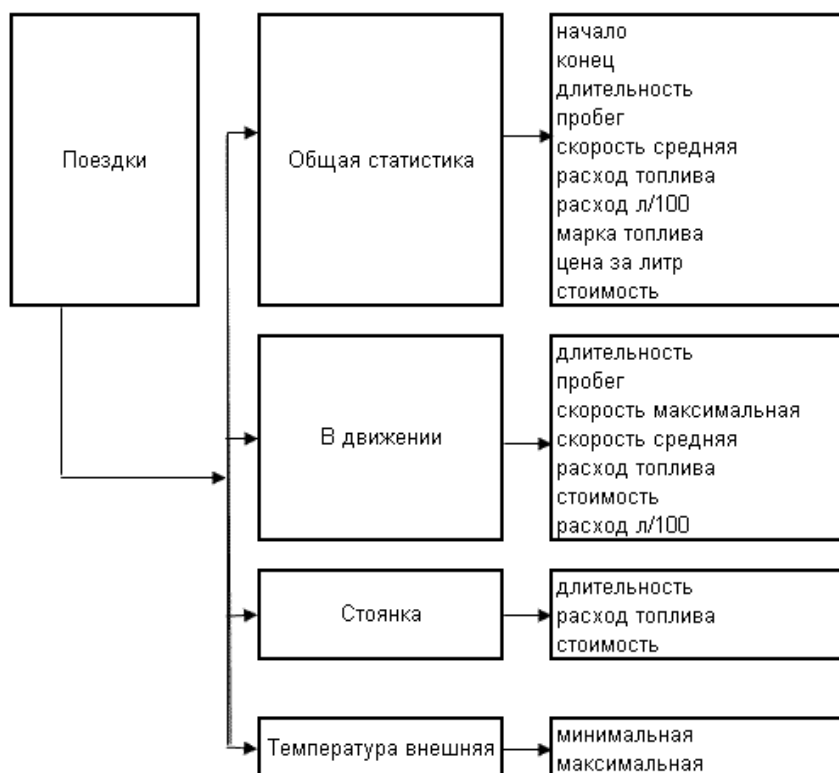 Поездки
Общая статистика
начало
конец
длительность
пробег
скорость средняя
расход топлива
расход л/100
марка топлива
цена за литр
стоимость
В движении
длительность
пробег
скорость максимальная
скорость средняя
расход топлива
стоимость
расход л/100
Стоянка
длительность
расход топлива
стоимость
Температура внешняя
минимальная
максимальная